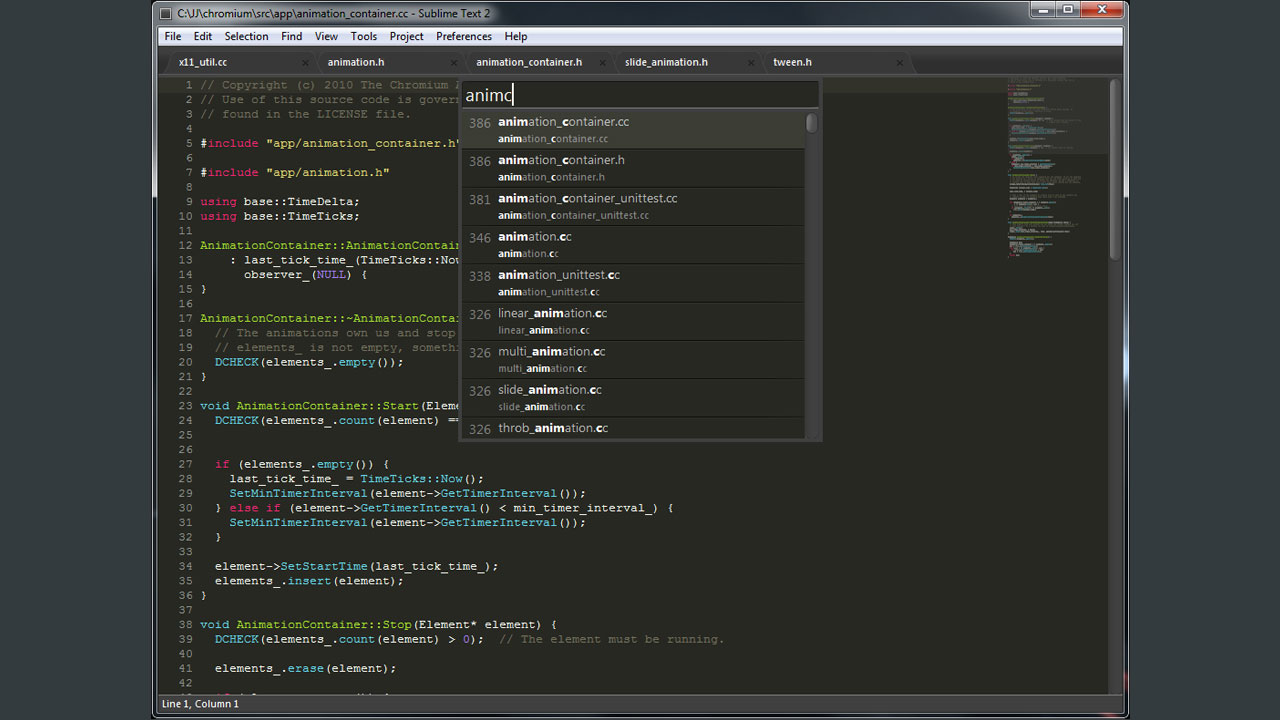 C:\JJ\chromium\src\app\animation_container.cc - Sublime Text 2
File Edit Selection Find View Tools Project Preferences Help
x11_util.cc animation.h animation_container.h slide_animation.h tween.h
animc
386 animation_container.cc
animation_container.cc
386 animation_container.h
animation_container.h
381 animation_container_unittest.cc
animation_container_unittest.cc
346 animation.cc
animation.cc
338 animation_unittest.cc
animation_unittest.cc
326 linear_animation.cc
linear_animation.cc
326 multi_animation.cc
multi_animation.cc
326 slide_animation.cc
slide_animation.cc
326 throb_animation.cc
1 // Copyright (c) 2010 The Chromium
2 // Use of this source code is gover
3 // found in the LICENSE file.
4
5 #include "app/animation_container.h"
6
7 #include "app/animation.h"
8
9 using base::TimeDelta;
10 using base::TimeTicks;
11
12 AnimationContainer::AnimationContai
13 : last_tick_time_(TimeTicks::Now
14 observer_(NULL) {
15 }
16
17 AnimationContainer::~AnimationContai
18 // The animations own us and stop
19 // elements_ is not empty, somethi
20 DCHECK(elements_.empty());
21 }
22
23 void AnimationContainer::Start(Eleme
24 DCHECK(elements_.count(element) ==
25
26
27 if (elements_.empty()) {
28 last_tick_time_ = TimeTicks::Now();
29 SetMinTimerInterval(element->GetTimerInterval());
30 } else if (element->GetTimerInterval() < min_timer_interval_) {
31 SetMinTimerInterval(element->GetTimerInterval());
32 }
33
34 element->SetStartTime(last_tick_time_);
35 elements_.insert(element);
36 }
37
38 void AnimationContainer::Stop(Element* element) {
39 DCHECK(elements_.count(element) > 0); // The element must be running.
40
41 elements_.erase(element);
42
Line 1, Column 1